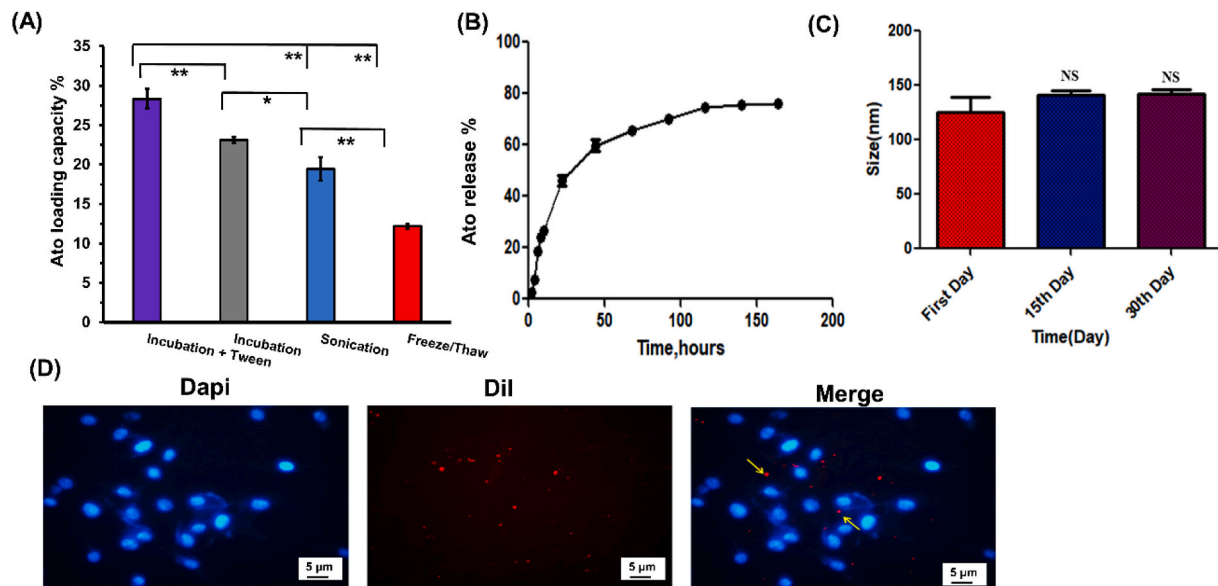 (A)
Ato loading capacity %
45
40
35
30
25
20
15
10
5
0
**
**
**
*
**
Incubation + Tween
Incubation
Sonication
Freeze/Thaw
(B)
Ato release %
100
80
60
40
20
0
0 50 100 150 200
Time,hours
(C)
Size(nm)
200
150
100
50
0
NS
NS
First Day
15th Day
30th Day
Time(Day)
(D)
Dapi
Dil
Merge
5 μm
5 μm
5 μm